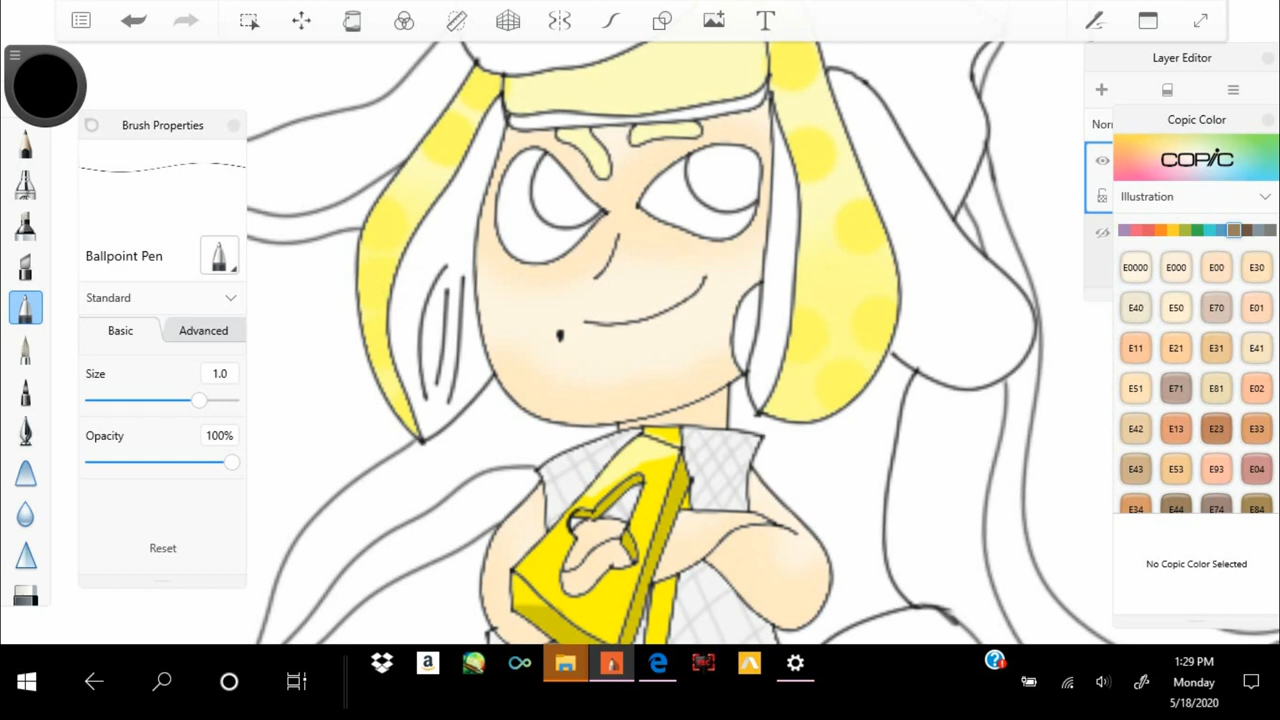 T
Layer Editor
Brush Properties
Nor
Copic Color
COPIC
Illustration
Ballpoint Pen
Standard
Basic
Advanced
Size
1.0
Opacity
100%
Reset
E0000 E000 E00 E30
E40 E50 E70 E01
E11 E21 E31 E41
E51 E71 E81 E02
E42 E13 E23 E33
E43 E53 E93 E04
E34 E44 E74 E84
No Copic Color Selected
1:29 PM
Monday
5/18/2020